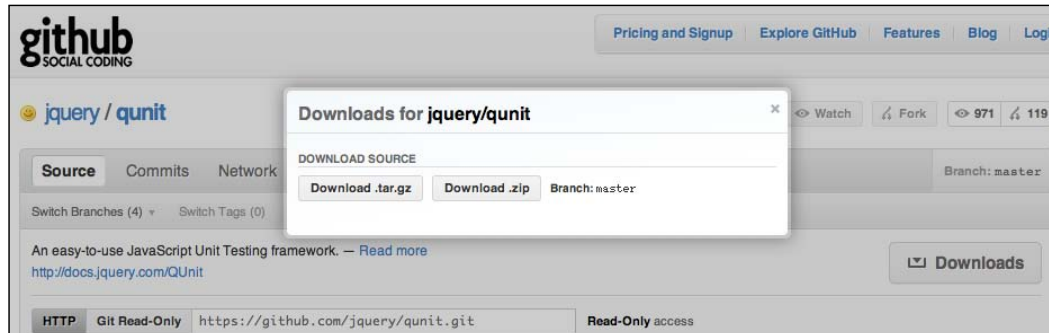 github
SOCIAL CODING
Pricing and Signup Explore GitHub Features Blog Logi
jquery / qunit
Watch Fork 971 119
Downloads for jquery/qunit ×
DOWNLOAD SOURCE
Download .tar.gz Download .zip Branch: master
Source Commits Network
Branch: master
Switch Branches (4) Switch Tags (0)
An easy-to-use JavaScript Unit Testing framework. — Read more
http://docs.jquery.com/QUnit
Downloads
HTTP Git Read-Only https://github.com/jquery/qunit.git Read-Only access